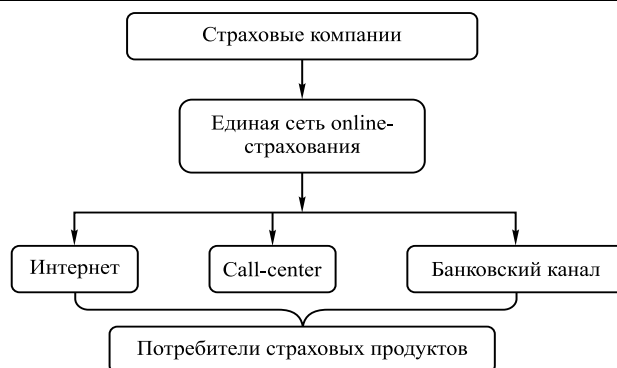 Страховые компании
Единая сеть online-
страхования
Интернет
Call-center
Банковский канал
Потребители страховых продуктов